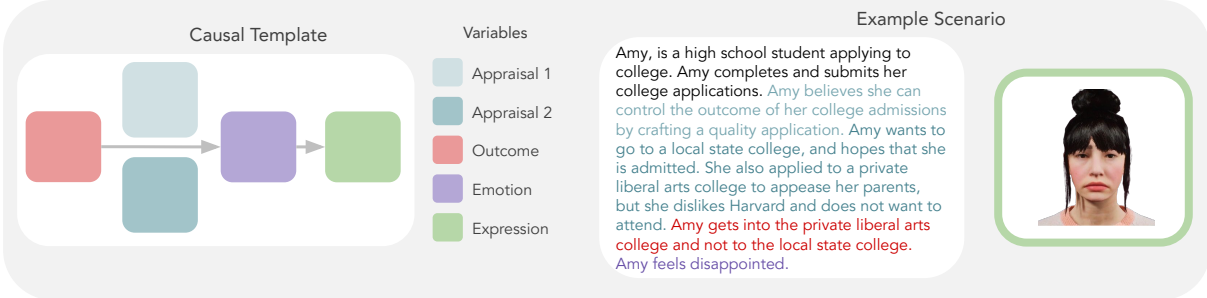 Causal Template
Variables
Appraisal 1
Appraisal 2
Outcome
Emotion
Expression
Example Scenario
Amy, is a high school student applying to
college. Amy completes and submits her
college applications. Amy believes she can
control the outcome of her college admissions
by crafting a quality application. Amy wants to
go to a local state college, and hopes that she
is admitted. She also applied to a private
liberal arts college to appease her parents,
but she dislikes Harvard and does not want to
attend. Amy gets into the private liberal arts
college and not to the local state college.
Amy feels disappointed.